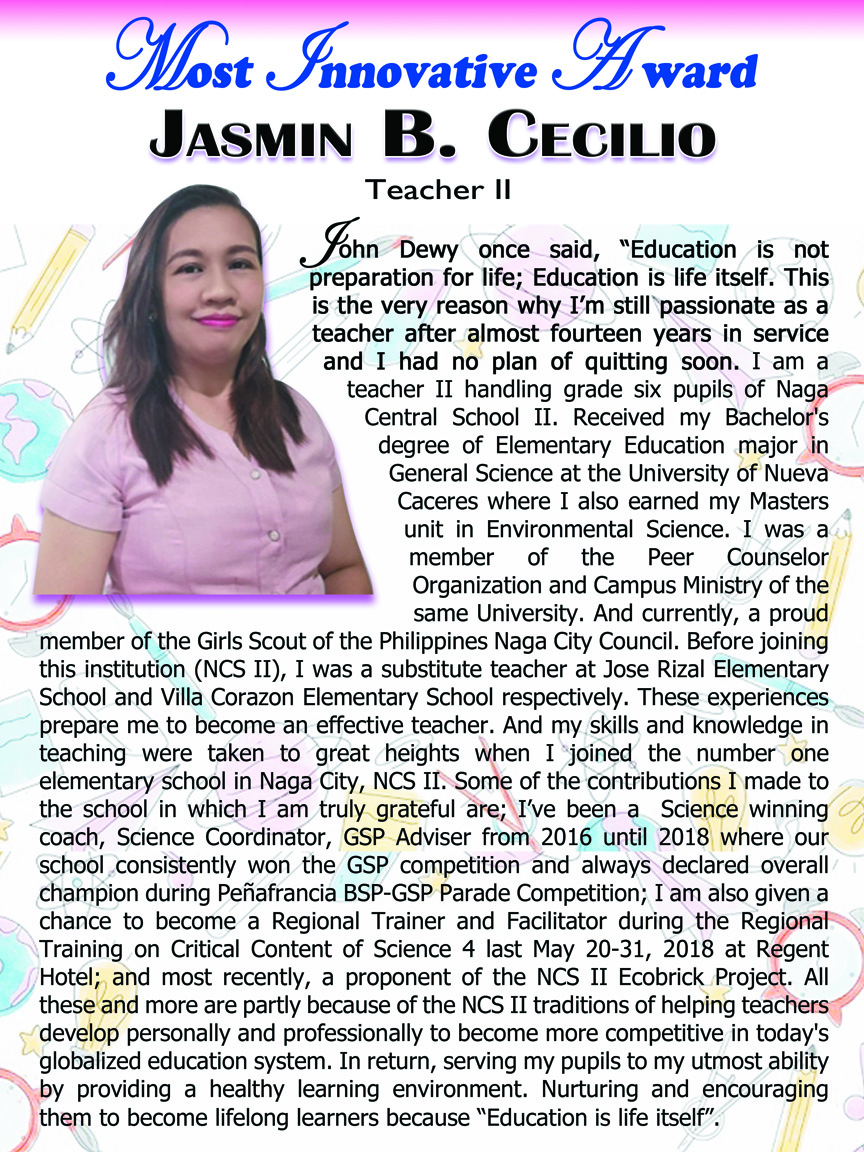 Most Innovative Award
Jasmin B. Cecilio
Teacher II
John Dewy once said, “Education is not
preparation for life; Education is life itself. This
is the very reason why I’m still passionate as a
teacher after almost fourteen years in service
and I had no plan of quitting soon. I am a
teacher II handling grade six pupils of Naga
Central School II. Received my Bachelor's
degree of Elementary Education major in
General Science at the University of Nueva
Caceres where I also earned my Masters
unit in Environmental Science. I was a
member of the Peer Counselor
Organization and Campus Ministry of the
same University. And currently, a proud
member of the Girls Scout of the Philippines Naga City Council. Before joining
this institution (NCS II), I was a substitute teacher at Jose Rizal Elementary
School and Villa Corazon Elementary School respectively. These experiences
prepare me to become an effective teacher. And my skills and knowledge in
teaching were taken to great heights when I joined the number one
elementary school in Naga City, NCS II. Some of the contributions I made to
the school in which I am truly grateful are; I’ve been a Science winning
coach, Science Coordinator, GSP Adviser from 2016 until 2018 where our
school consistently won the GSP competition and always declared overall
champion during Peñafrancia BSP-GSP Parade Competition; I am also given a
chance to become a Regional Trainer and Facilitator during the Regional
Training on Critical Content of Science 4 last May 20-31, 2018 at Regent
Hotel; and most recently, a proponent of the NCS II Ecobrick Project. All
these and more are partly because of the NCS II traditions of helping teachers
develop personally and professionally to become more competitive in today's
globalized education system. In return, serving my pupils to my utmost ability
by providing a healthy learning environment. Nurturing and encouraging
them to become lifelong learners because “Education is life itself”.